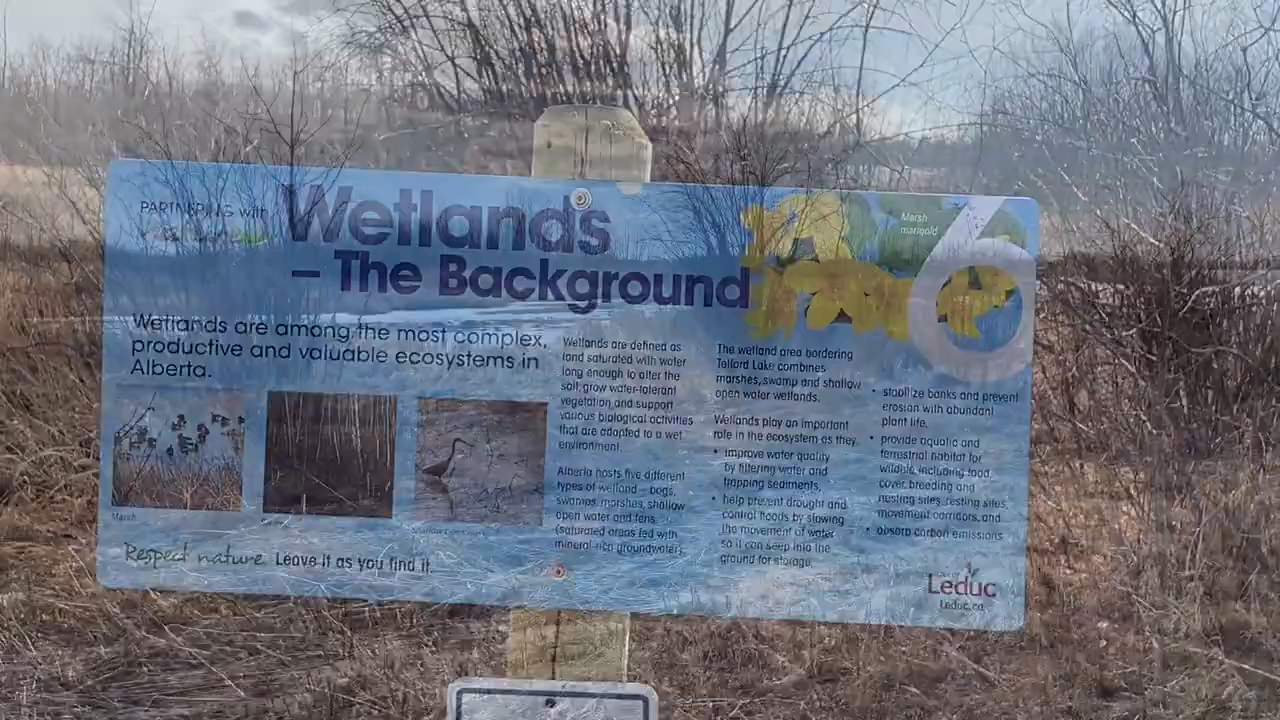 PARTNERING with
Wetlands
– The Background
Marsh
marigold
6
Wetlands are among the most complex,
productive and valuable ecosystems in
Alberta.
Marsh
Respect nature. Leave it as you find it.
Wetlands are defined as
land saturated with water
long enough to alter the
soil, grow water-tolerant
vegetation and support
various biological activities
that are adapted to a wet
environment.
Alberta hosts five different
types of wetland – bogs,
swamps, marshes, shallow
open water and fens
(saturated areas fed with
mineral-rich groundwater).
The wetland area bordering
Telford Lake combines
marshes, swamp and shallow
open water wetlands.
Wetlands play an important
role in the ecosystem as they:
• improve water quality
by filtering water and
trapping sediments,
• help prevent drought and
control floods by slowing
the movement of water
so it can seep into the
ground for storage,
• stabilize banks and prevent
erosion with abundant
plant life,
• provide aquatic and
terrestrial habitat for
wildlife, including food,
cover, breeding and
nesting sites, resting sites,
movement corridors, and
• absorb carbon emissions
Leduc
Leduc.ca